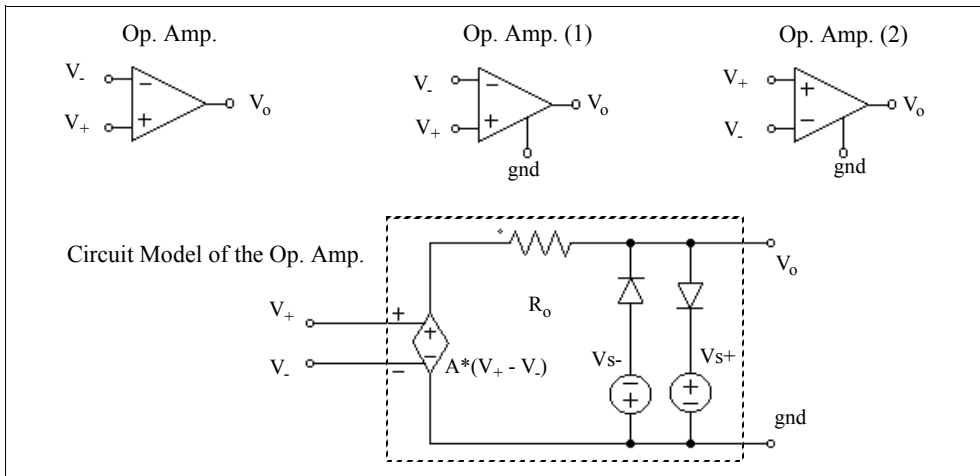 Op. Amp.
Op. Amp. (1)
Op. Amp. (2)
V-
V+
−
+
Vo
V-
V+
−
+
Vo
gnd
V+
V-
+
−
Vo
gnd
Circuit Model of the Op. Amp.
V+
V-
+
−
+
−
A*(V+ - V-)
Ro
Vs-
−
+
Vs+
+
−
Vo
gnd